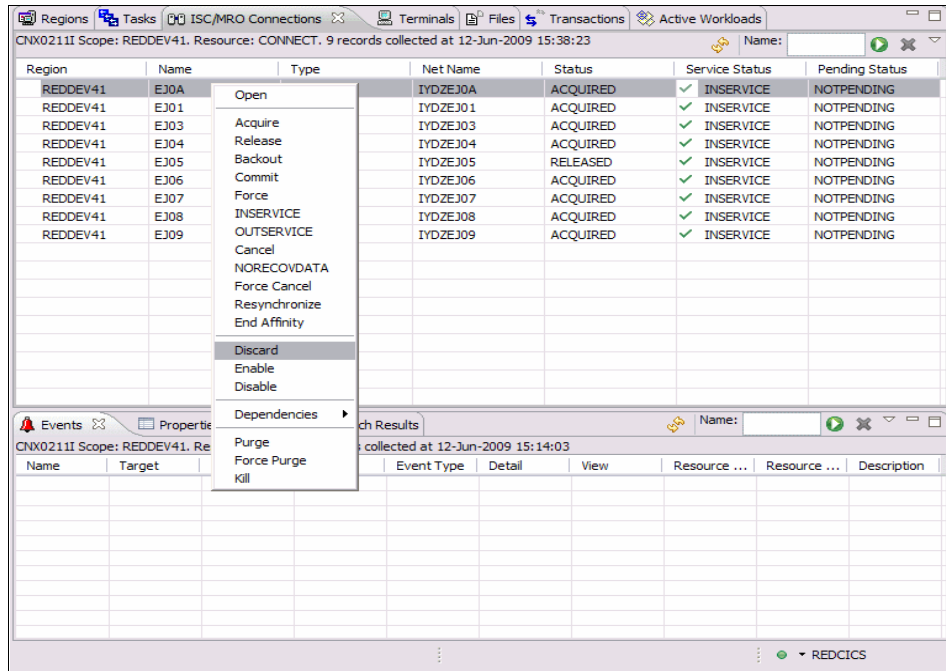 Regions Tasks ISC/MRO Connections Terminals Files Transactions Active Workloads
CNX0211I Scope: REDDEV41. Resource: CONNECT. 9 records collected at 12-Jun-2009 15:38:23 Name:
Region Name Type Net Name Status Service Status Pending Status
REDDEV41 EJ0A IYDZEJ0A ACQUIRED INSERVICE NOTPENDING
REDDEV41 EJ01 IYDZEJ01 ACQUIRED INSERVICE NOTPENDING
REDDEV41 EJ03 IYDZEJ03 ACQUIRED INSERVICE NOTPENDING
REDDEV41 EJ04 IYDZEJ04 ACQUIRED INSERVICE NOTPENDING
REDDEV41 EJ05 IYDZEJ05 RELEASED INSERVICE NOTPENDING
REDDEV41 EJ06 IYDZEJ06 ACQUIRED INSERVICE NOTPENDING
REDDEV41 EJ07 IYDZEJ07 ACQUIRED INSERVICE NOTPENDING
REDDEV41 EJ08 IYDZEJ08 ACQUIRED INSERVICE NOTPENDING
REDDEV41 EJ09 IYDZEJ09 ACQUIRED INSERVICE NOTPENDING
Open
Acquire
Release
Backout
Commit
Force
INSERVICE
OUTSERVICE
Cancel
NORECOVDATA
Force Cancel
Resynchronize
End Affinity
Discard
Enable
Disable
Dependencies
Purge
Force Purge
Kill
Events Propertie ch Results Name:
CNX0211I Scope: REDDEV41. Re collected at 12-Jun-2009 15:14:03
Name Target Event Type Detail View Resource ... Resource ... Description
REDCICS